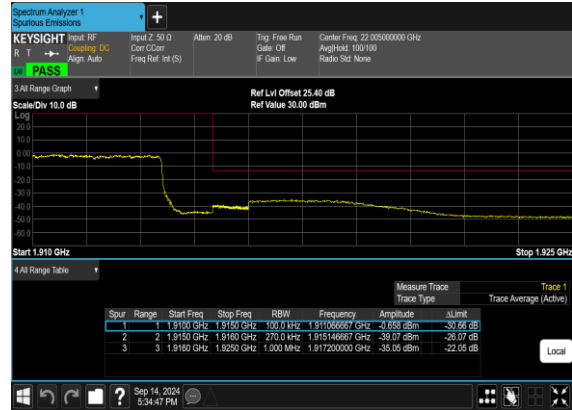 Spectrum Analyzer 1
Spurious Emissions
+
KEYSIGHT Input: RF Input Z: 50 Ω Atten: 20 dB Trig: Free Run Center Freq: 22.005000000 GHz
R T Coupling: DC Corr CCorr Gate: Off Avg|Hold: 100/100
Align: Auto Freq Ref: Int (S) IF Gain: Low Radio Std: None
LM PASS
3 All Range Graph
Ref Lvl Offset 25.40 dB
Scale/Div 10.0 dB Ref Value 30.00 dBm
Log
20.0
10.0
0.00
-10.0
-20.0
-30.0
-40.0
-50.0
-60.0
Start 1.910 GHz Stop 1.925 GHz
4 All Range Table
Measure Trace Trace 1
Trace Type Trace Average (Active)
Spur Range Start Freq Stop Freq RBW Frequency Amplitude ΔLimit
1 1 1.9100 GHz 1.9150 GHz 100.0 kHz 1.911066667 GHz -0.658 dBm -30.66 dB
2 2 1.9150 GHz 1.9160 GHz 270.0 kHz 1.915146667 GHz -39.07 dBm -26.07 dB
3 3 1.9160 GHz 1.9250 GHz 1.000 MHz 1.917200000 GHz -35.05 dBm -22.05 dB
Local
? Sep 14, 2024
5:34:47 PM